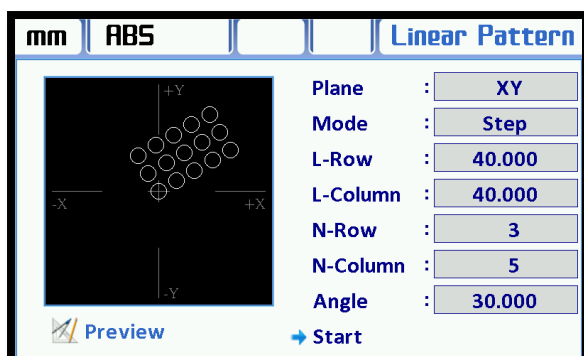 mm ABS Linear Pattern
+Y
-X +X
-Y
Preview
Plane : XY
Mode : Step
L-Row : 40.000
L-Column : 40.000
N-Row : 3
N-Column : 5
Angle : 30.000
Start